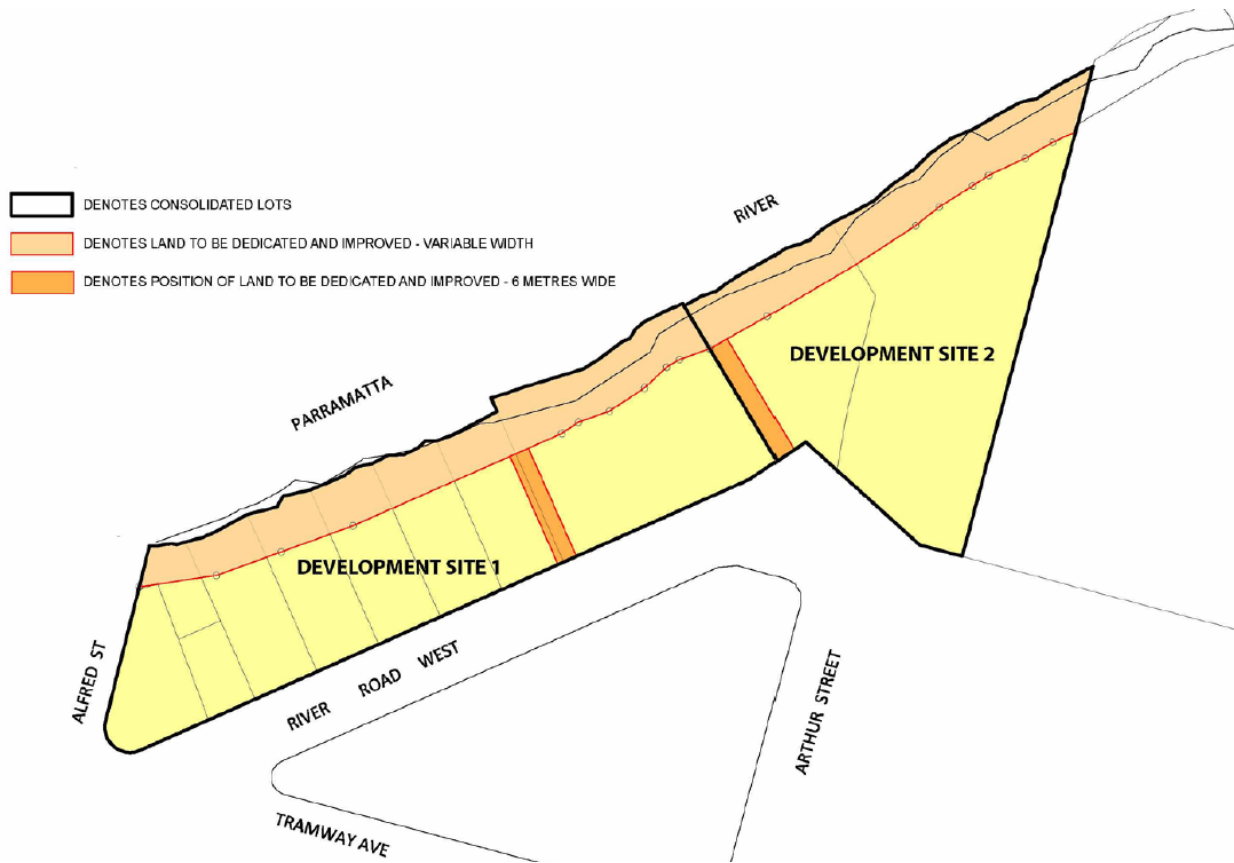 DENOTES CONSOLIDATED LOTS
DENOTES LAND TO BE DEDICATED AND IMPROVED - VARIABLE WIDTH
DENOTES POSITION OF LAND TO BE DEDICATED AND IMPROVED - 6 METRES WIDE
RIVER
PARRAMATTA
DEVELOPMENT SITE 2
DEVELOPMENT SITE 1
ALFRED ST
RIVER ROAD WEST
ARTHUR STREET
TRAMWAY AVE